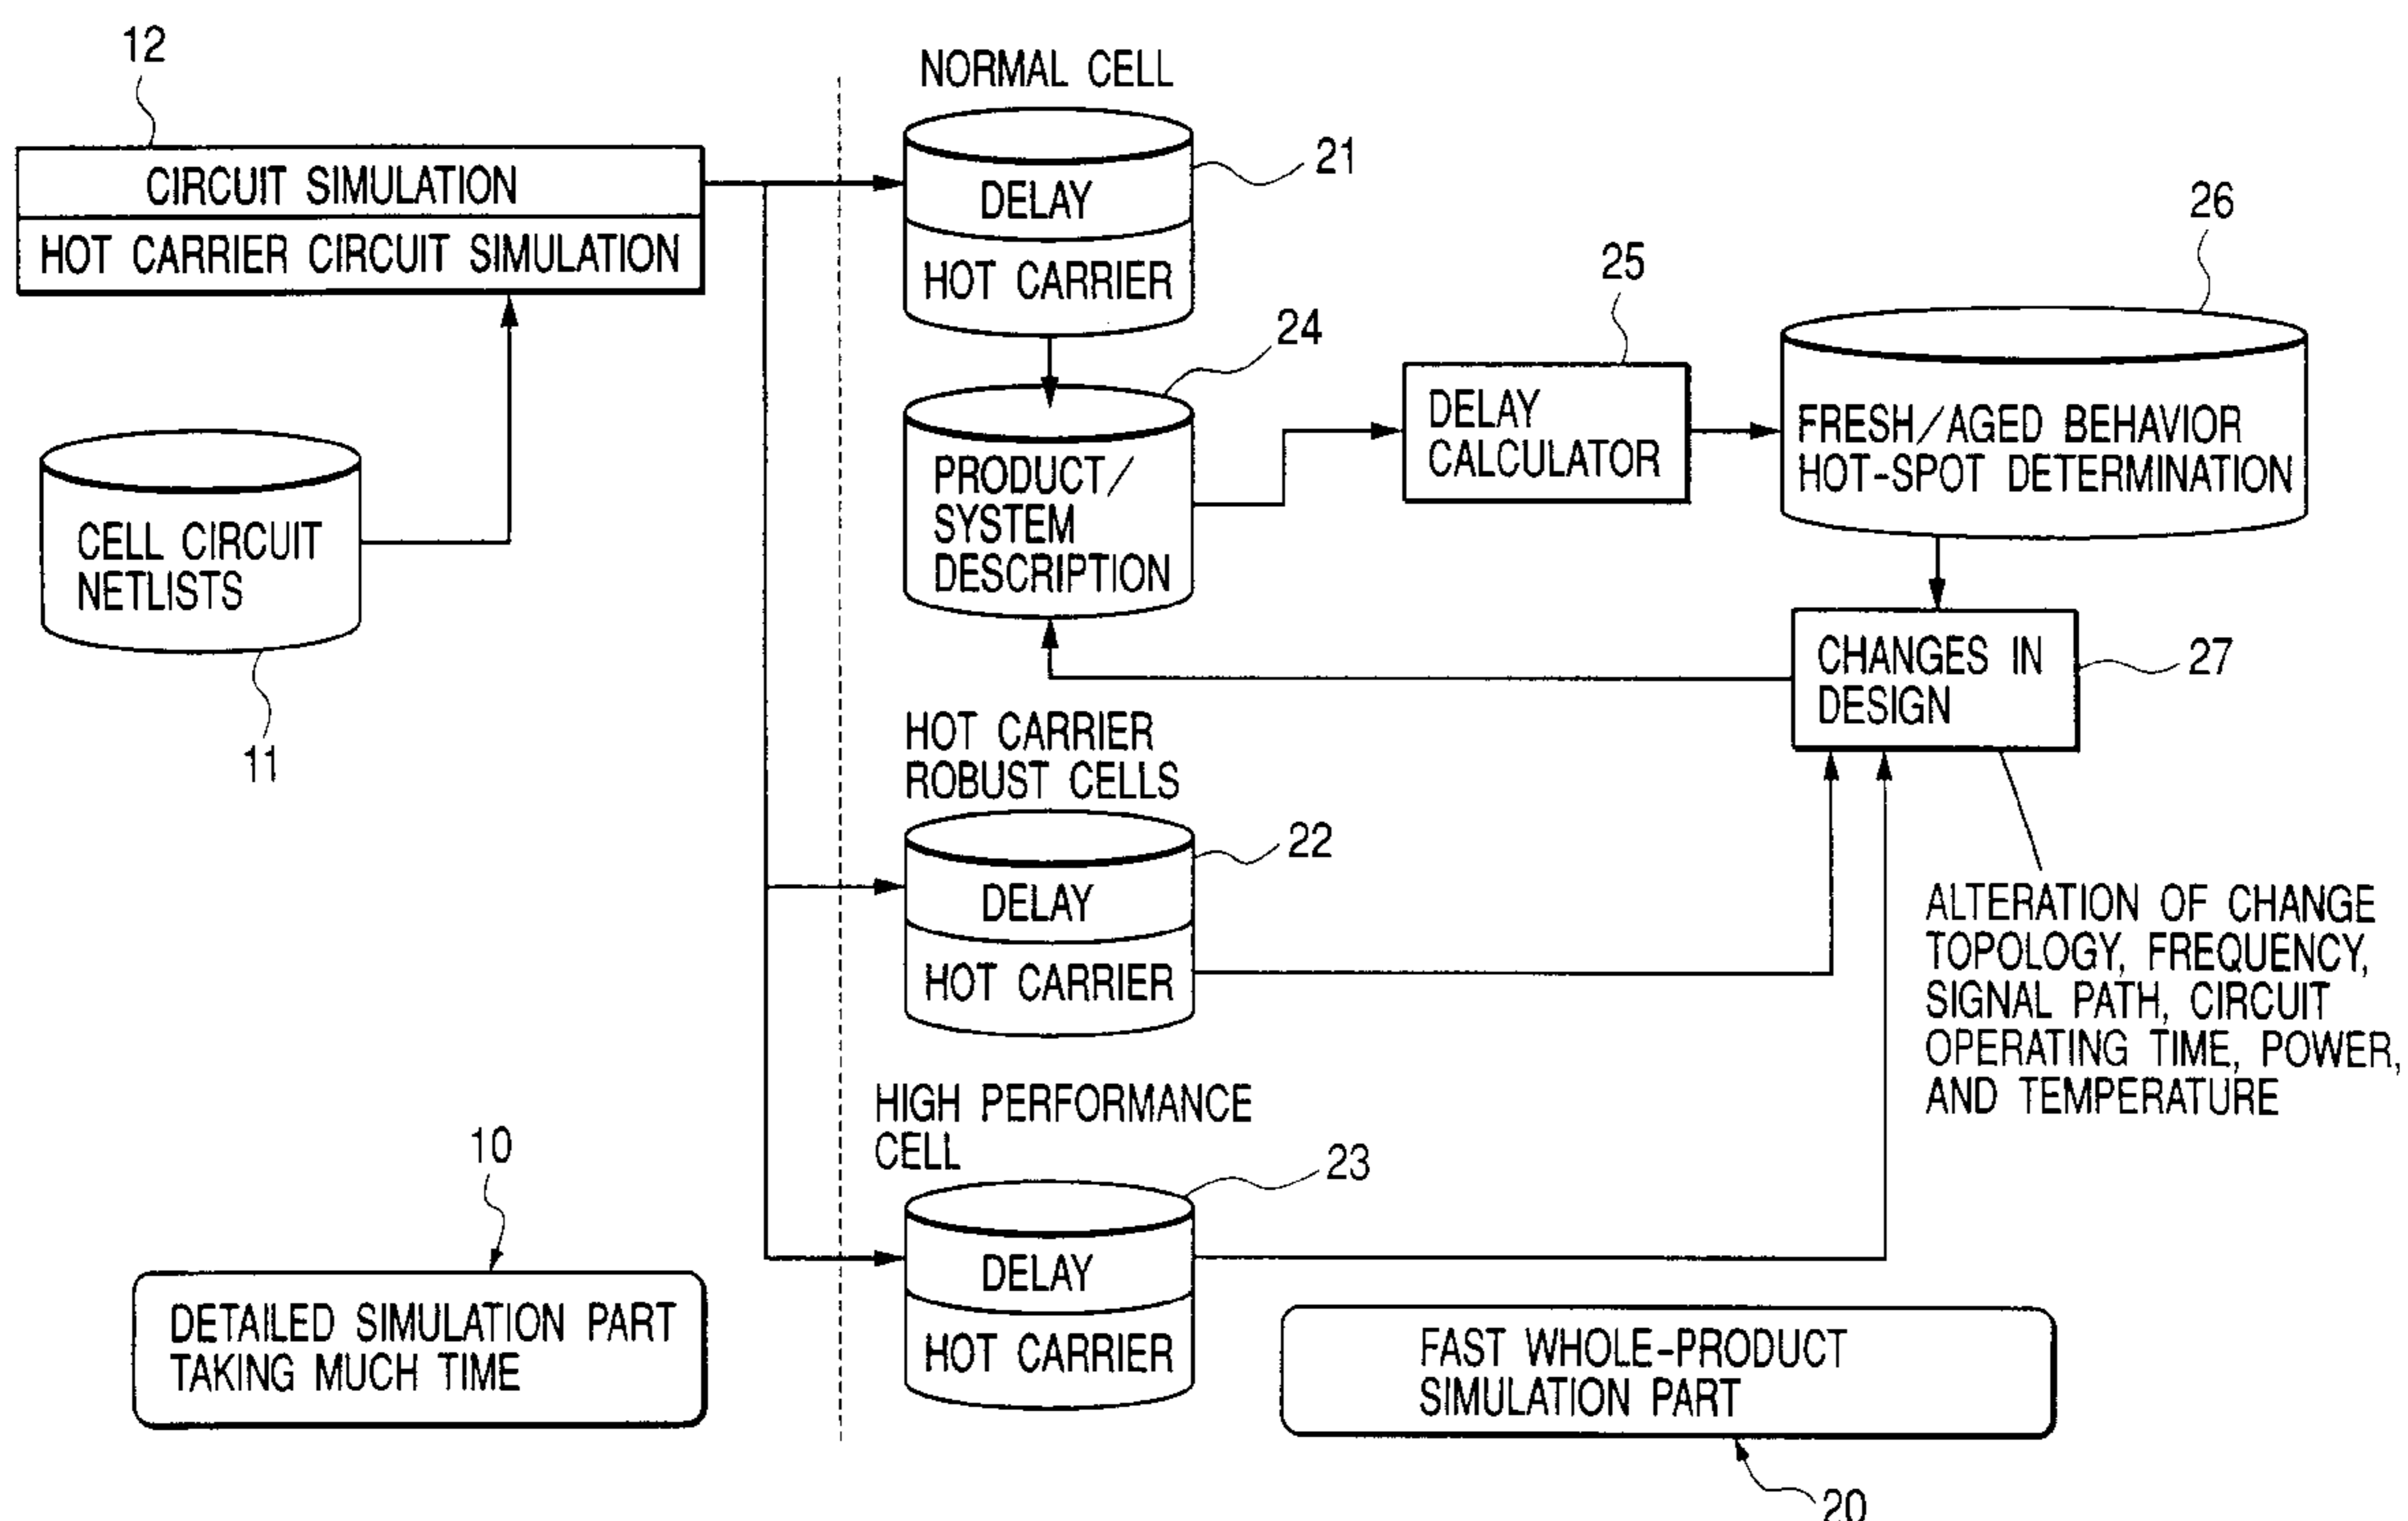 12
CIRCUIT SIMULATION
HOT CARRIER CIRCUIT SIMULATION
CELL CIRCUIT
NETLISTS
11
10
DETAILED SIMULATION PART
TAKING MUCH TIME
NORMAL CELL
21
DELAY
HOT CARRIER
24
PRODUCT/
SYSTEM
DESCRIPTION
25
DELAY
CALCULATOR
26
FRESH/AGED BEHAVIOR
HOT-SPOT DETERMINATION
CHANGES IN
DESIGN
27
HOT CARRIER
ROBUST CELLS
22
DELAY
HOT CARRIER
ALTERATION OF CHANGE
TOPOLOGY, FREQUENCY,
SIGNAL PATH, CIRCUIT
OPERATING TIME, POWER,
AND TEMPERATURE
HIGH PERFORMANCE
CELL
23
DELAY
HOT CARRIER
FAST WHOLE-PRODUCT
SIMULATION PART
20